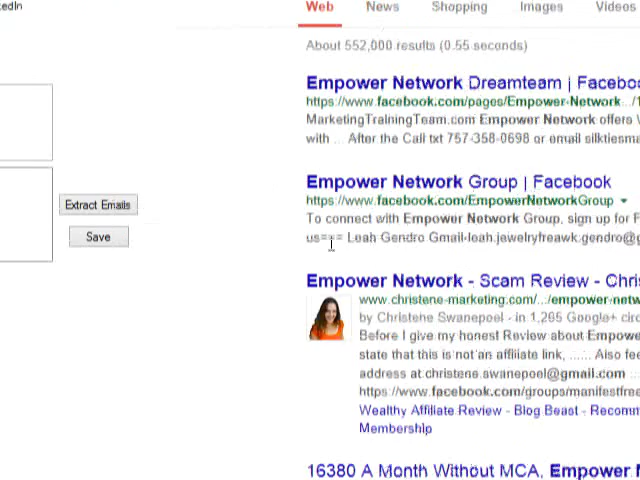 edIn
Web News Shopping Images Videos
About 552,000 results (0.55 seconds)
Empower Network Dreamteam | Facebo
https://www.facebook.com/pages/Empower-Network.../1
MarketingTrainingTeam.com Empower Network offers
with ... After the Call txt 757-358-0698 or email silktiesm
Extract Emails
Save
Empower Network Group | Facebook
https://www.facebook.com/EmpowerNetworkGroup
To connect with Empower Network Group, sign up for F
us=== Leah Gendro Gmail-leah.jewelryfreawk.gendro@g
Empower Network - Scam Review - Chris
www.christene-marketing.com/.../empower-netw
by Christene Swanepoel - in 1,265 Google+ circ
Before I give my honest Review about Empowe
state that this is not an affiliate link, ...... Also fe
address at christene.swanepoel@gmail.com ...
https://www.facebook.com/groups/manifestfree
Wealthy Affiliate Review - Blog Beast - Recomm
Membership
16380 A Month Without MCA, Empower N